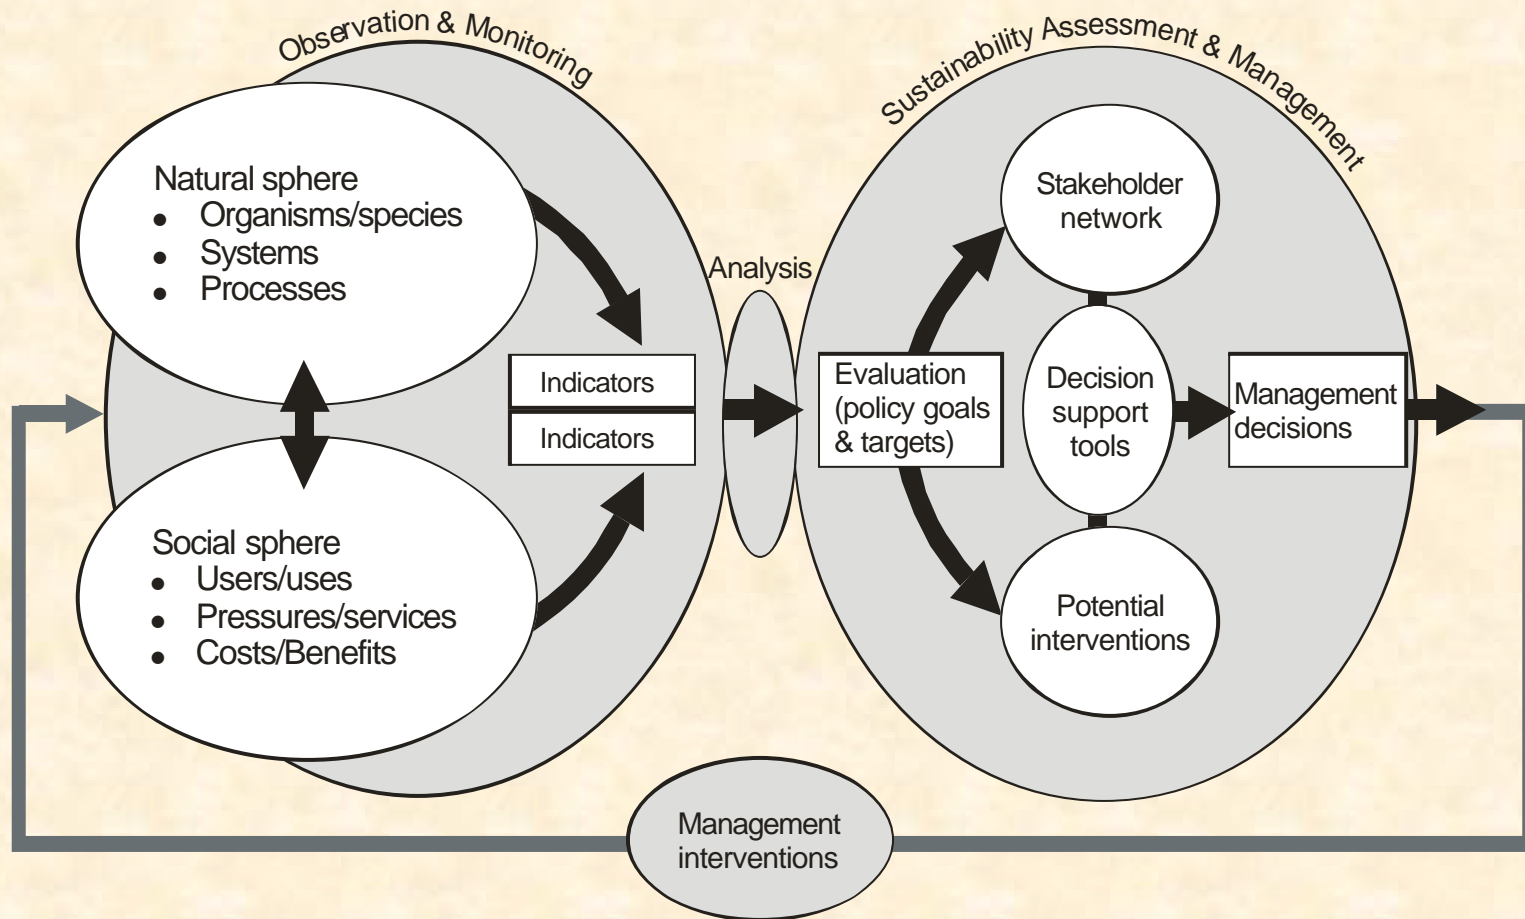 Observation & Monitoring
Natural sphere
● Organisms/species
● Systems
● Processes
Indicators
Indicators
Social sphere
● Users/uses
● Pressures/services
● Costs/Benefits
Analysis
Sustainability Assessment & Management
Stakeholder
network
Evaluation
(policy goals
& targets)
Decision
support
tools
Management
decisions
Potential
interventions
Management
interventions